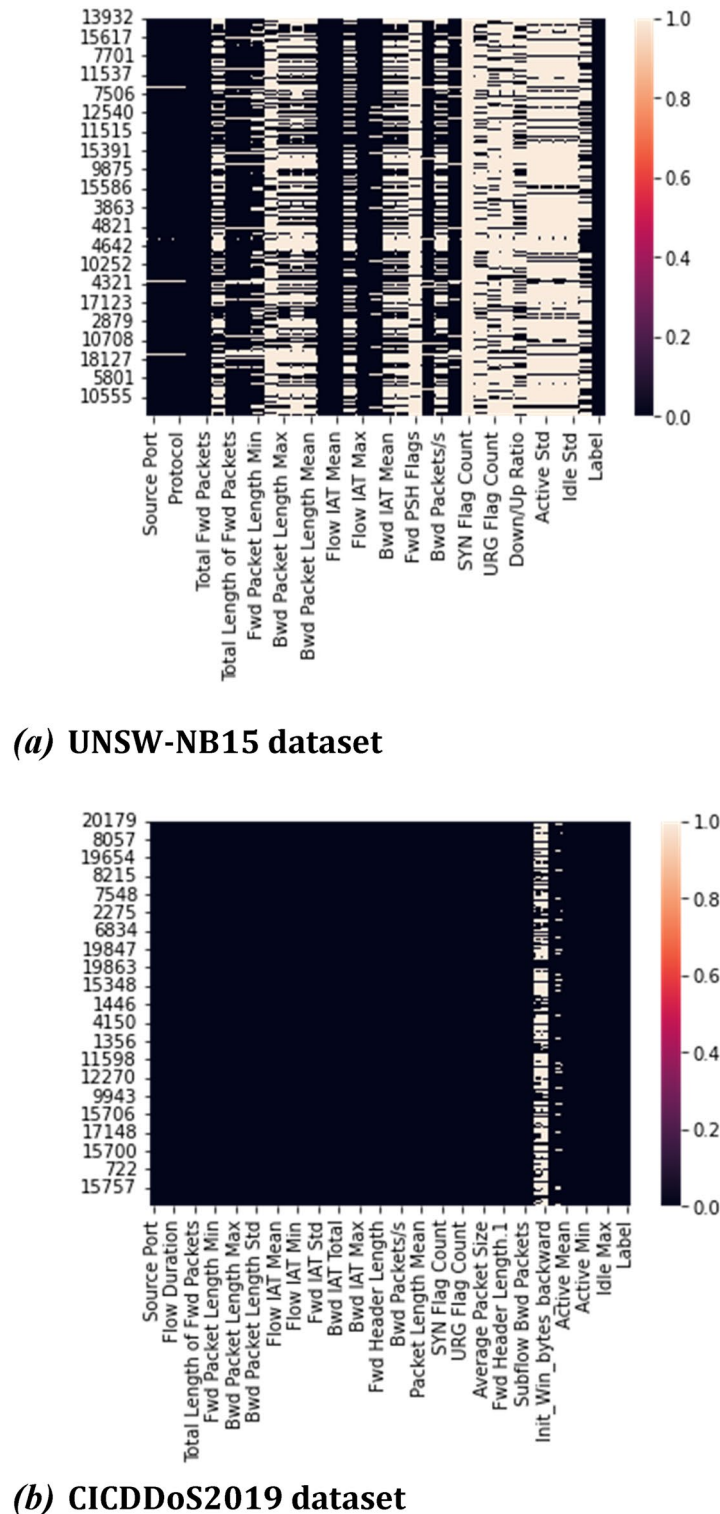 13932
15617
7701
11537
7506
12540
11515
15391
9875
15586
3863
4821
4642
10252
4321
17123
2879
10708
18127
5801
10555
1.0
0.8
0.6
0.4
0.2
0.0
Source Port
Protocol
Total Fwd Packets
Total Length of Fwd Packets
Fwd Packet Length Min
Bwd Packet Length Max
Bwd Packet Length Mean
Flow IAT Mean
Flow IAT Max
Bwd IAT Mean
Fwd PSH Flags
Bwd Packets/s
SYN Flag Count
URG Flag Count
Down/Up Ratio
Active Std
Idle Std
Label
(a) UNSW-NB15 dataset
20179
8057
19654
8215
7548
2275
6834
19847
19863
15348
1446
4150
1356
11598
12270
9943
15706
17148
15700
722
15757
1.0
0.8
0.6
0.4
0.2
0.0
Source Port
Flow Duration
Total Length of Fwd Packets
Fwd Packet Length Min
Bwd Packet Length Max
Bwd Packet Length Std
Flow IAT Mean
Flow IAT Min
Fwd IAT Std
Bwd IAT Total
Bwd IAT Max
Fwd Header Length
Bwd Packets/s
Packet Length Mean
SYN Flag Count
URG Flag Count
Average Packet Size
Fwd Header Length.1
Subflow Bwd Packets
Init_Win_bytes_backward
Active Mean
Active Min
Idle Max
Label
(b) CICDDoS2019 dataset